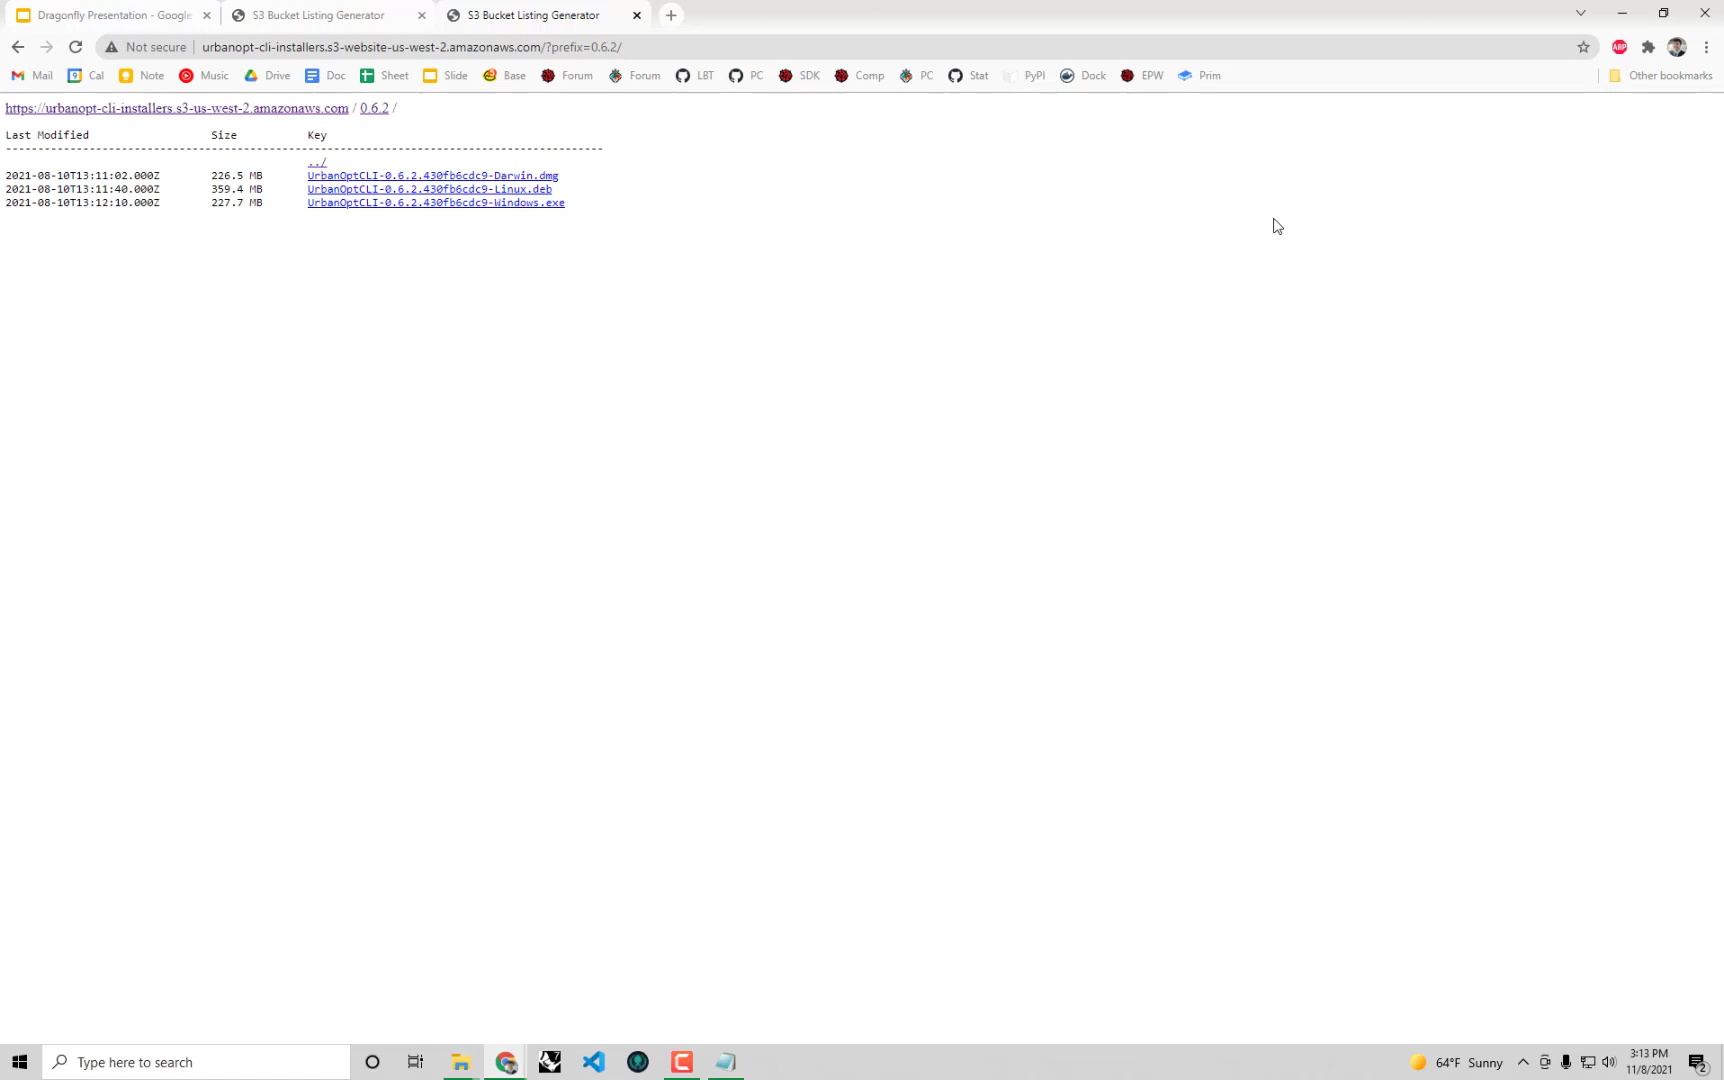 Dragonfly Presentation - Google
S3 Bucket Listing Generator
S3 Bucket Listing Generator
Not secure
urbanopt-cli-installers.s3-website-us-west-2.amazonaws.com/?prefix=0.6.2/
ABP
Mail Cal Note Music Drive Doc Sheet Slide Base Forum Forum LBT PC SDK Comp PC Stat PyPI Dock EPW Prim Other bookmarks
https://urbanopt-cli-installers.s3-us-west-2.amazonaws.com / 0.6.2 /
Last Modified Size Key
../
2021-08-10T13:11:02.000Z 226.5 MB UrbanOptCLI-0.6.2.430fb6cdc9-Darwin.dmg
2021-08-10T13:11:40.000Z 359.4 MB UrbanOptCLI-0.6.2.430fb6cdc9-Linux.deb
2021-08-10T13:12:10.000Z 227.7 MB UrbanOptCLI-0.6.2.430fb6cdc9-Windows.exe
Type here to search
64°F Sunny
3:13 PM
11/8/2021
2